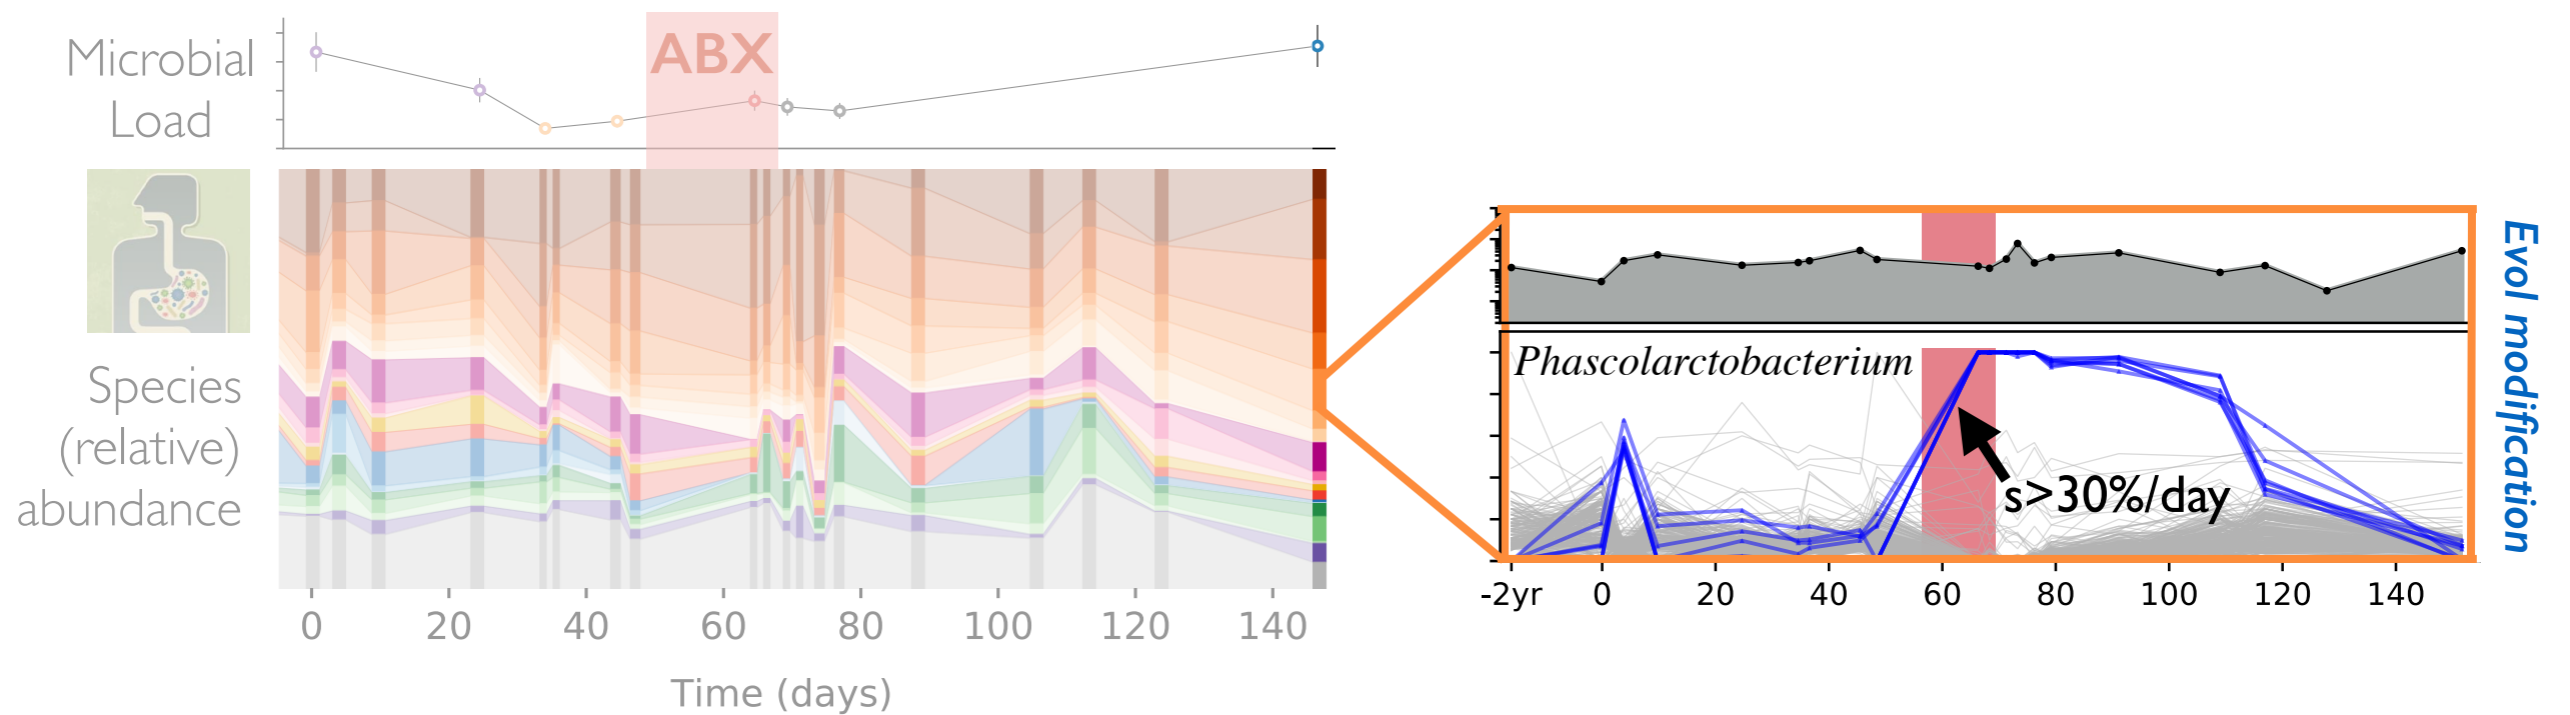 Microbial
Load
ABX
Species
(relative)
abundance
0 20 40 60 80 100 120 140
Time (days)
Phascolarctobacterium
s>30%/day
-2yr 0 20 40 60 80 100 120 140
Evol modification